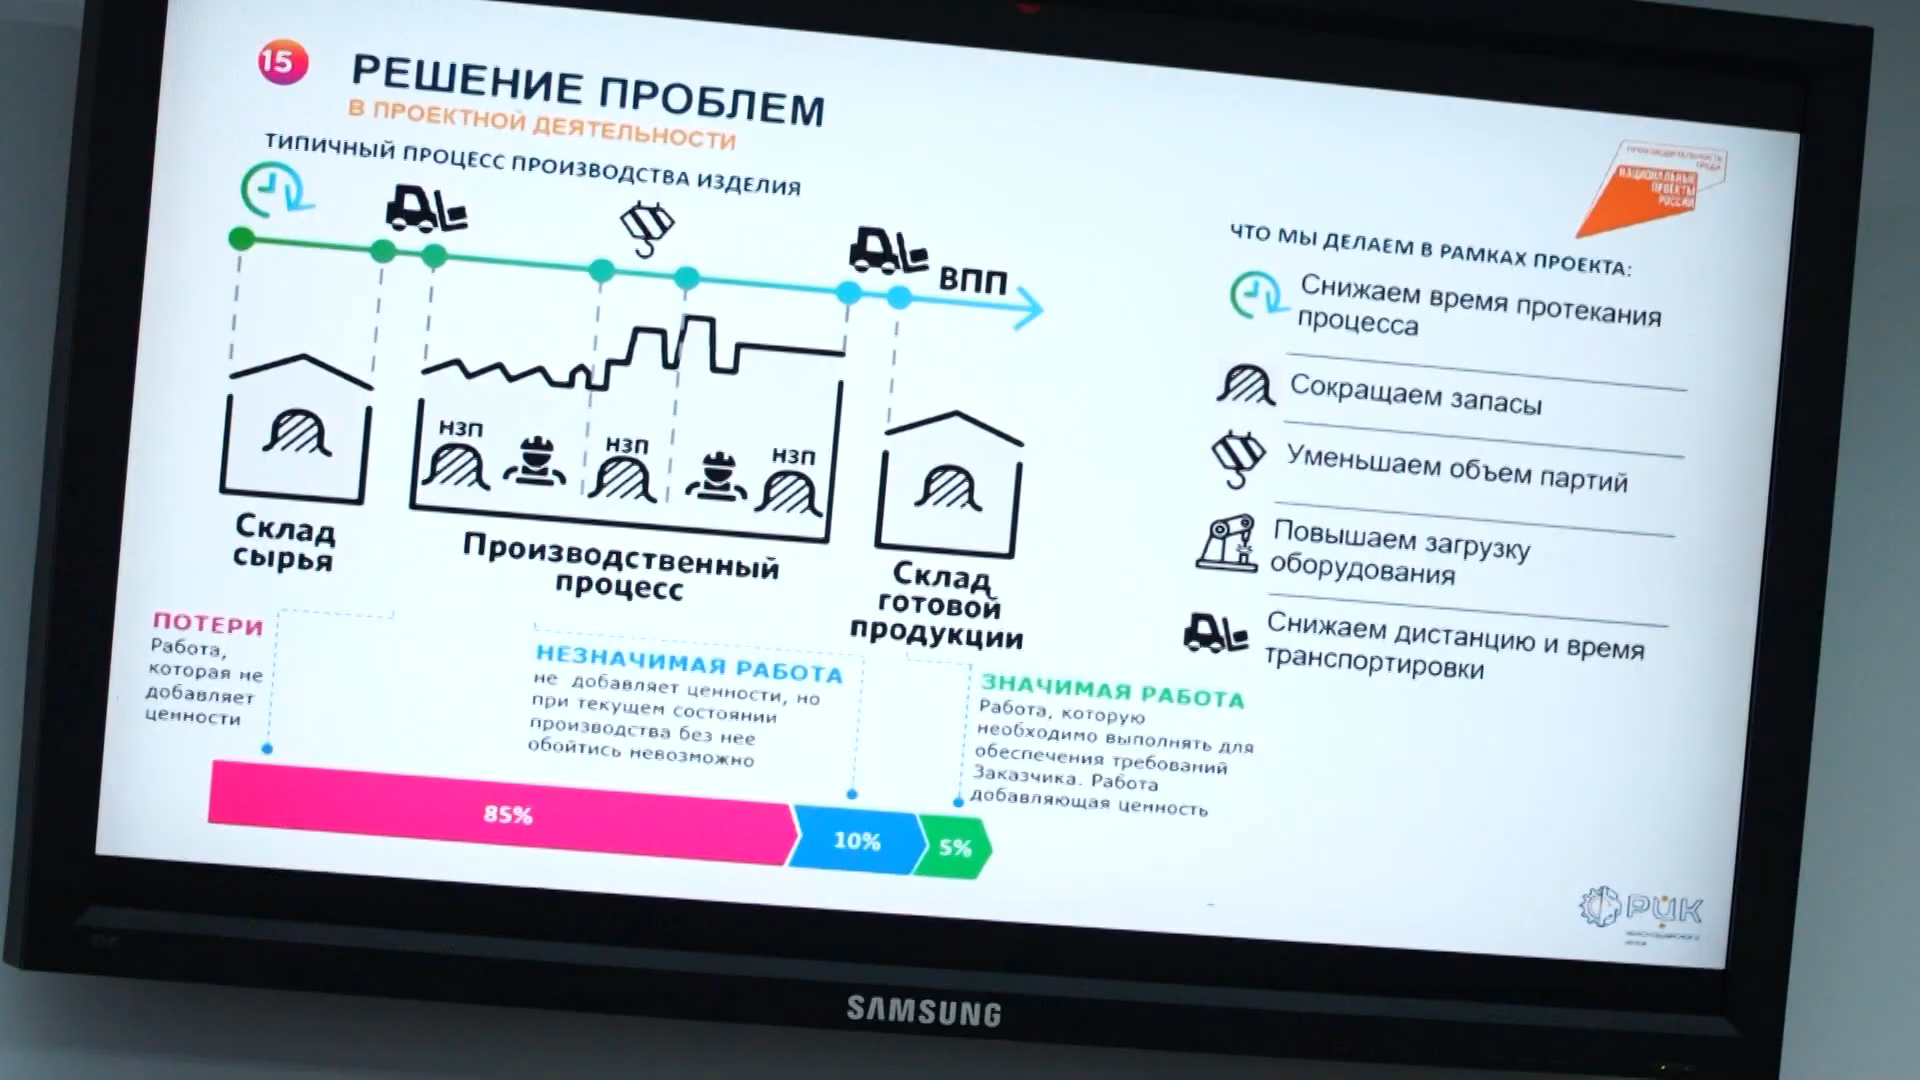 15
РЕШЕНИЕ ПРОБЛЕМ
В ПРОЕКТНОЙ ДЕЯТЕЛЬНОСТИ
ТИПИЧНЫЙ ПРОЦЕСС ПРОИЗВОДСТВА ИЗДЕЛИЯ
ВПП
НЗП
НЗП
НЗП
Склад
сырья
Производственный
процесс
Склад
готовой
продукции
ПОТЕРИ
Работа,
которая не
добавляет
ценности
НЕЗНАЧИМАЯ РАБОТА
не добавляет ценности, но
при текущем состоянии
производства без нее
обойтись невозможно
ЗНАЧИМАЯ РАБОТА
Работа, которую
необходимо выполнять для
обеспечения требований
Заказчика. Работа
добавляющая ценность
85%
10%
5%
ПРОИЗВОДИТЕЛЬНОСТЬ
ТРУДА
НАЦИОНАЛЬНЫЕ
ПРОЕКТЫ
РОССИИ
ЧТО МЫ ДЕЛАЕМ В РАМКАХ ПРОЕКТА:
Снижаем время протекания
процесса
Сокращаем запасы
Уменьшаем объем партий
Повышаем загрузку
оборудования
Снижаем дистанцию и время
транспортировки
РЦК
SAMSUNG